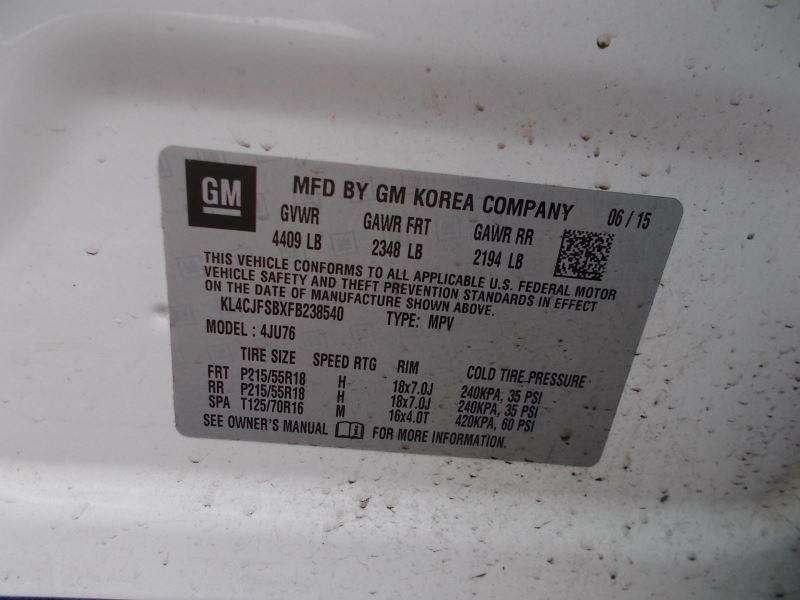 GM MFD BY GM KOREA COMPANY 06 / 15
GVWR GAWR FRT GAWR RR
4409 LB 2348 LB 2194 LB
THIS VEHICLE CONFORMS TO ALL APPLICABLE U.S. FEDERAL MOTOR
VEHICLE SAFETY AND THEFT PREVENTION STANDARDS IN EFFECT
ON THE DATE OF MANUFACTURE SHOWN ABOVE.
KL4CJFSBXFB238540 TYPE: MPV
MODEL : 4JU76
TIRE SIZE SPEED RTG RIM COLD TIRE PRESSURE
FRT P215/55R18 H 18x7.0J 240KPA, 35 PSI
RR P215/55R18 H 18x7.0J 240KPA, 35 PSI
SPA T125/70R16 M 16x4.0T 420KPA, 60 PSI
SEE OWNER'S MANUAL FOR MORE INFORMATION.